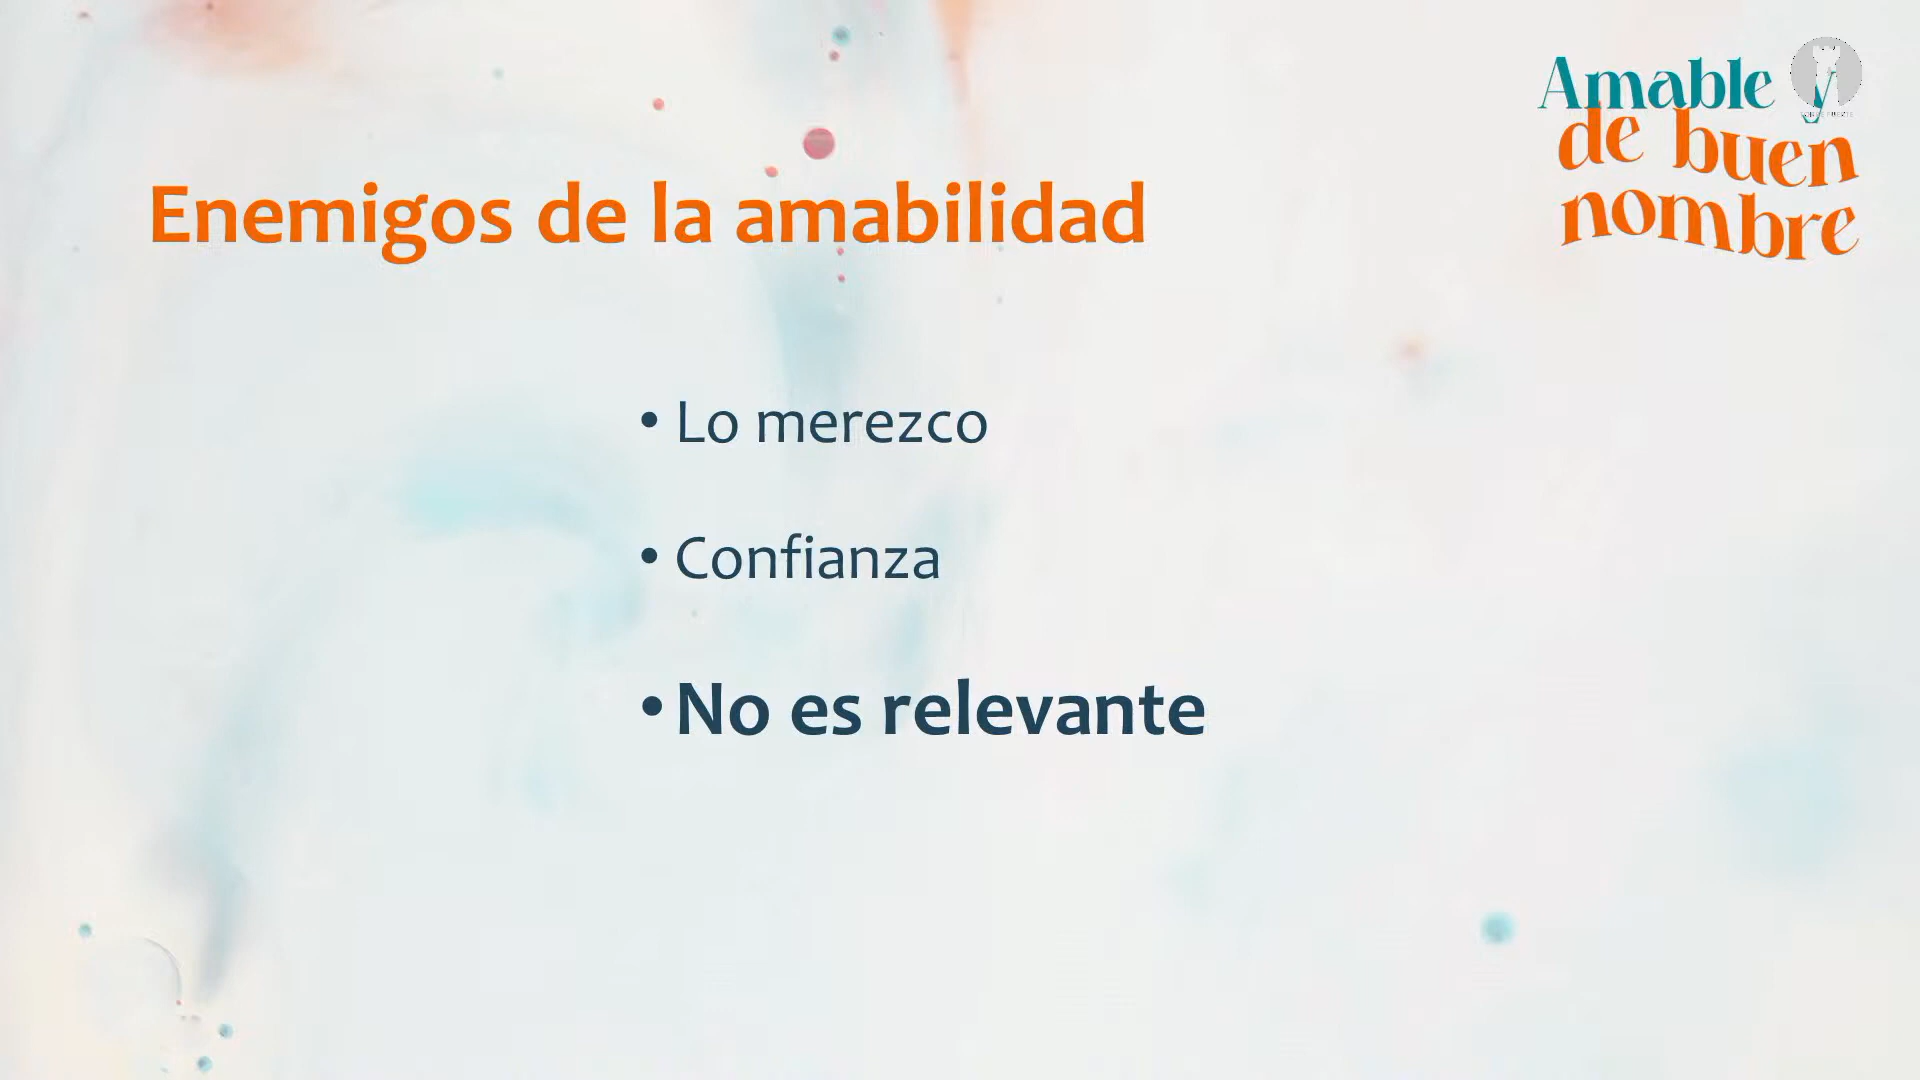 Amable y
de buen
nombre
Enemigos de la amabilidad
• Lo merezco
• Confianza
• No es relevante